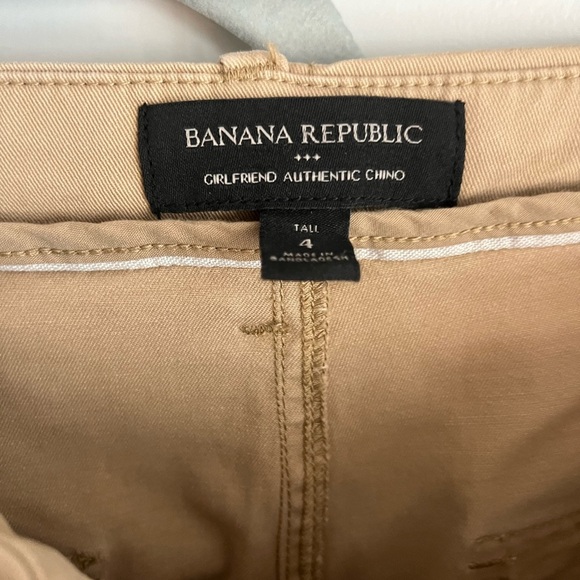 BANANA REPUBLIC
GIRLFRIEND AUTHENTIC CHINO
TALL
4
MADE IN
BANGLADESH